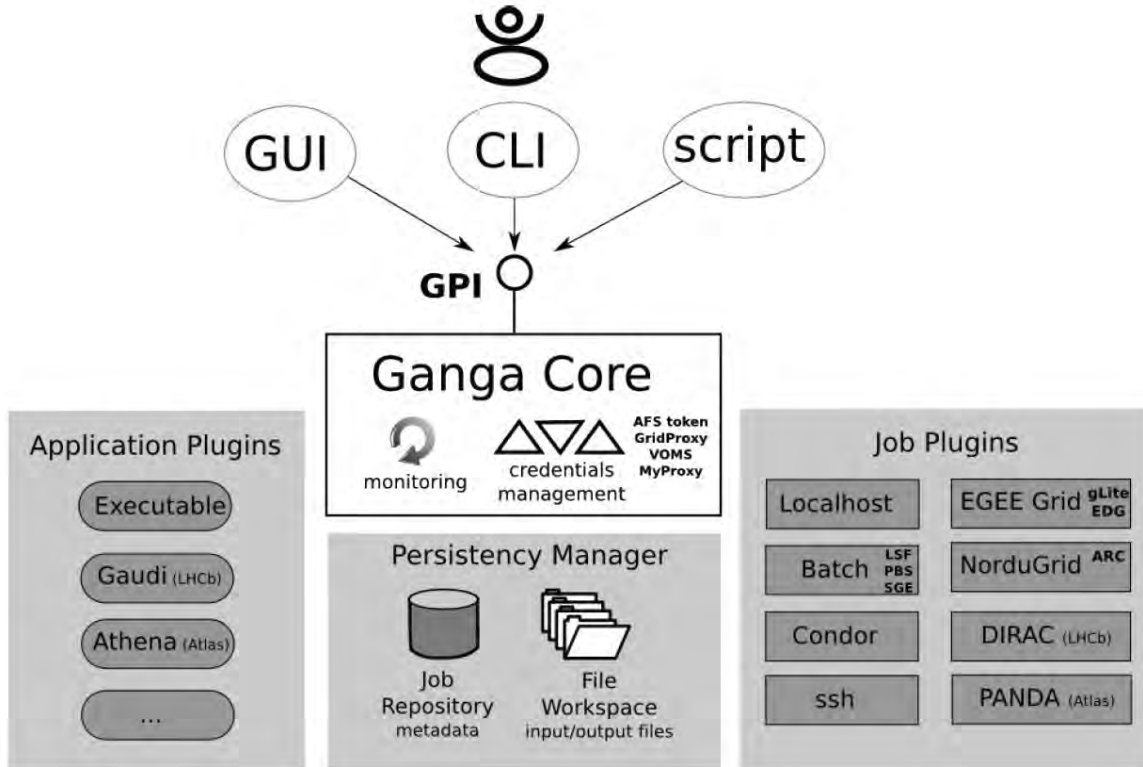 GUI
CLI
script
GPI
Ganga Core
monitoring
credentials
management
AFS token
GridProxy
VOMS
MyProxy
Application Plugins
Executable
Gaudi (LHCb)
Athena (Atlas)
...
Persistency Manager
Job
Repository
metadata
File
Workspace
input/output files
Job Plugins
Localhost
EGEE Grid gLite
EDG
Batch LSF
PBS
SGE
NorduGrid ARC
Condor
DIRAC (LHCb)
ssh
PANDA (Atlas)